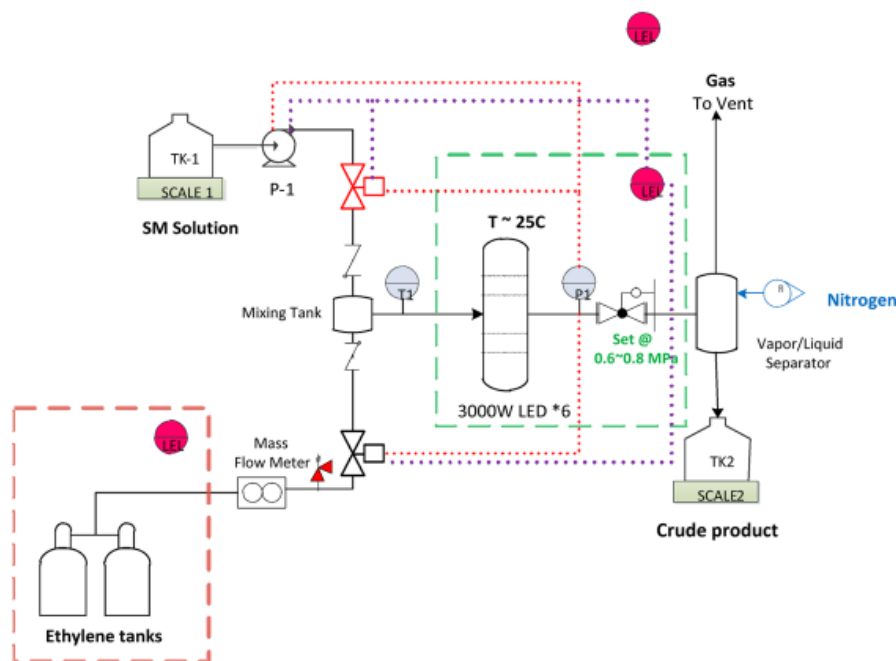 LEL
Gas
To Vent
TK-1
SCALE 1
P-1
SM Solution
LEL
T ~ 25C
T1
P1
Mixing Tank
R
Nitrogen
Set @
0.6~0.8 MPa
Vapor/Liquid
Separator
3000W LED *6
LEL
Mass
Flow Meter
TK2
SCALE2
Crude product
Ethylene tanks